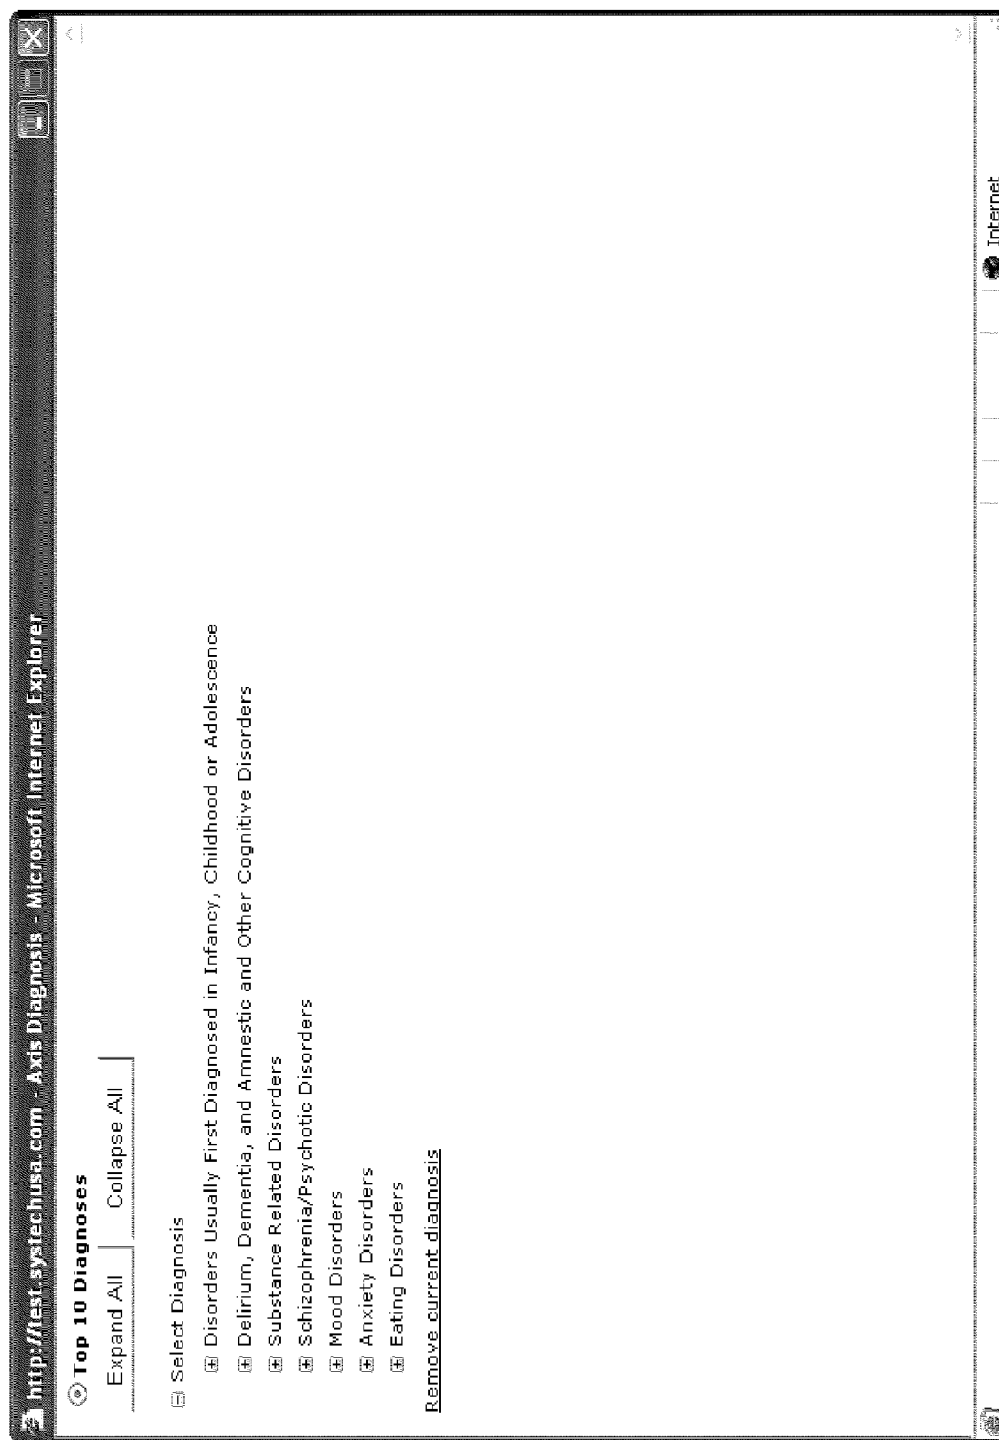 http://test.systechusa.com - Axis Diagnosis - Microsoft Internet Explorer
Top 10 Diagnoses
Expand All Collapse All
Select Diagnosis
Disorders Usually First Diagnosed in Infancy, Childhood or Adolescence
Delirium, Dementia, and Amnestic and Other Cognitive Disorders
Substance Related Disorders
Schizophrenia/Psychotic Disorders
Mood Disorders
Anxiety Disorders
Eating Disorders
Remove current diagnosis
Internet